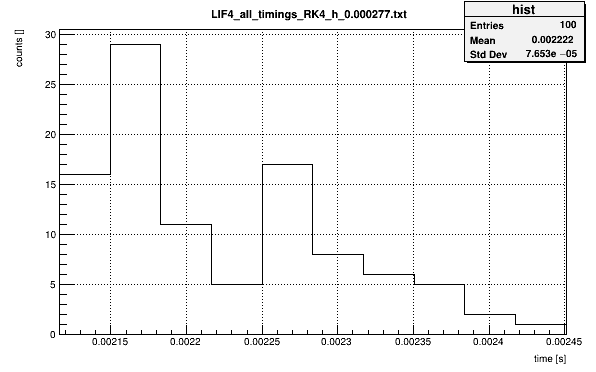 LIF4_all_timings_RK4_h_0.000277.txt
hist
Entries 100
Mean 0.002222
Std Dev 7.653e −05
counts []
30
25
20
15
10
5
0
0.00215 0.0022 0.00225 0.0023 0.00235 0.0024 0.00245
time [s]